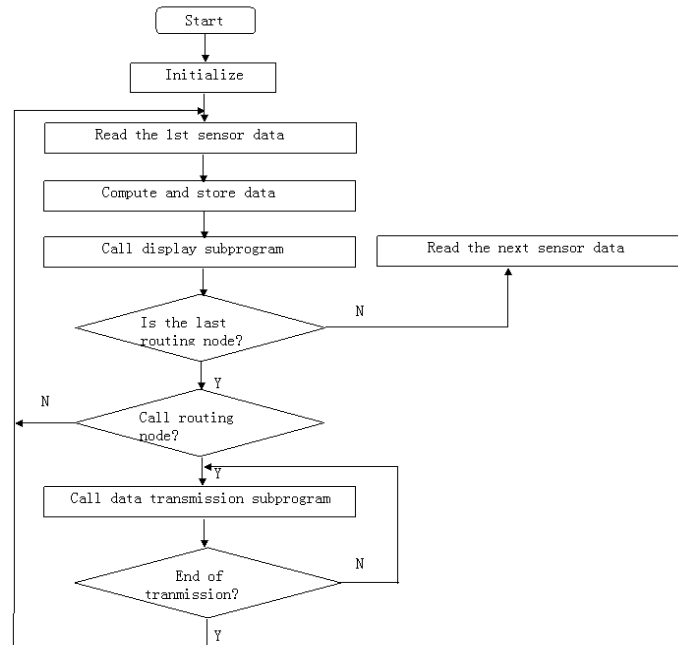 Start
Initialize
Read the 1st sensor data
Compute and store data
Call display subprogram
Read the next sensor data
N
Is the last
routing node?
Y
N
Call routing
node?
Y
Call data transmission subprogram
N
End of
tranmission?
Y